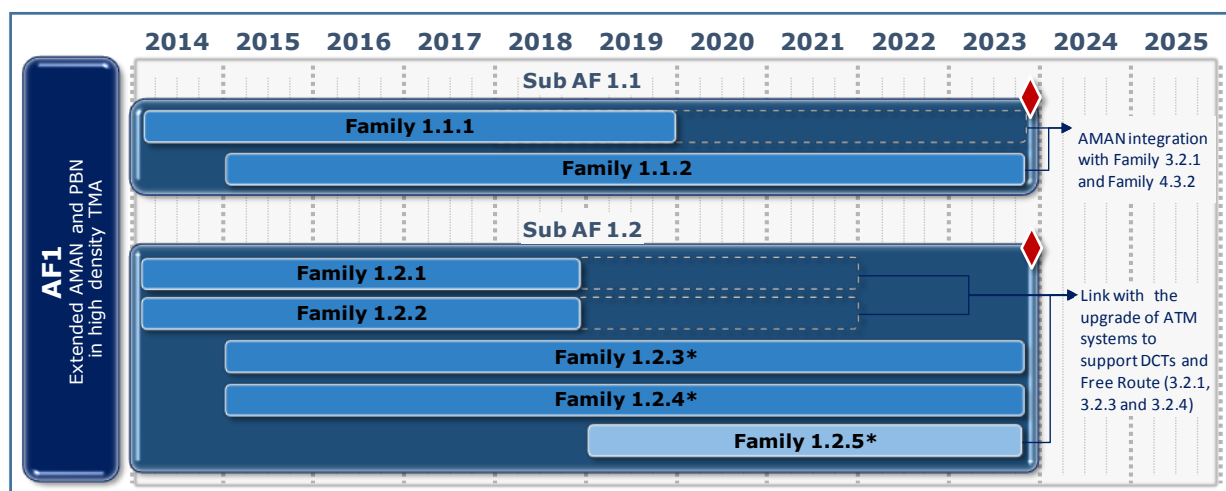 2014 2015 2016 2017 2018 2019 2020 2021 2022 2023 2024 2025
AF1
Extended AMAN and PBN
in high density TMA
Sub AF 1.1
Family 1.1.1
Family 1.1.2
AMAN integration
with Family 3.2.1
and Family 4.3.2
Sub AF 1.2
Family 1.2.1
Family 1.2.2
Family 1.2.3*
Family 1.2.4*
Family 1.2.5*
Link with the
upgrade of ATM
systems to
support DCTs and
Free Route (3.2.1,
3.2.3 and 3.2.4)